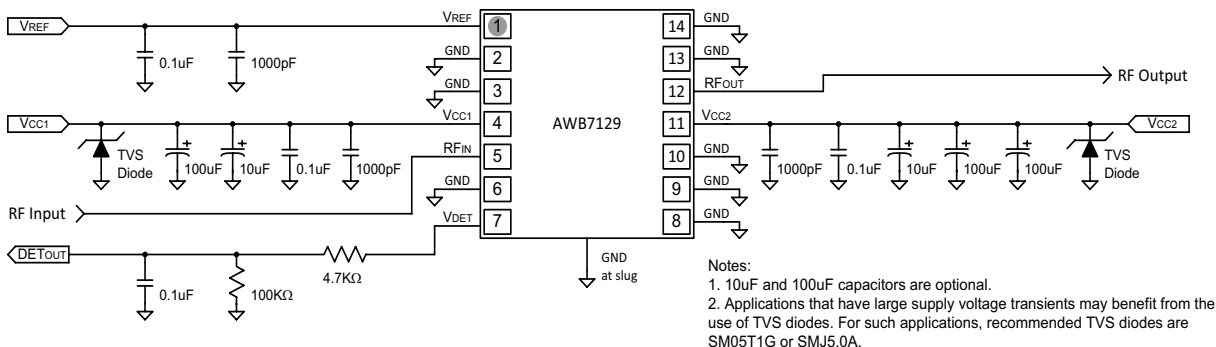 VREF
VREF
1
14
GND
0.1uF
1000pF
GND
2
13
GND
GND
3
12
RFOUT
RF Output
VCC1
VCC1
4
AWB7129
11
VCC2
VCC2
TVS
Diode
100uF
10uF
0.1uF
1000pF
RFIN
5
10
GND
1000pF
0.1uF
10uF
100uF
100uF
TVS
Diode
GND
6
9
GND
RF Input
VDET
7
8
GND
DETOUT
4.7KΩ
0.1uF
100KΩ
GND
at slug
Notes:
1. 10uF and 100uF capacitors are optional.
2. Applications that have large supply voltage transients may benefit from the
use of TVS diodes. For such applications, recommended TVS diodes are
SM05T1G or SMJ5.0A.